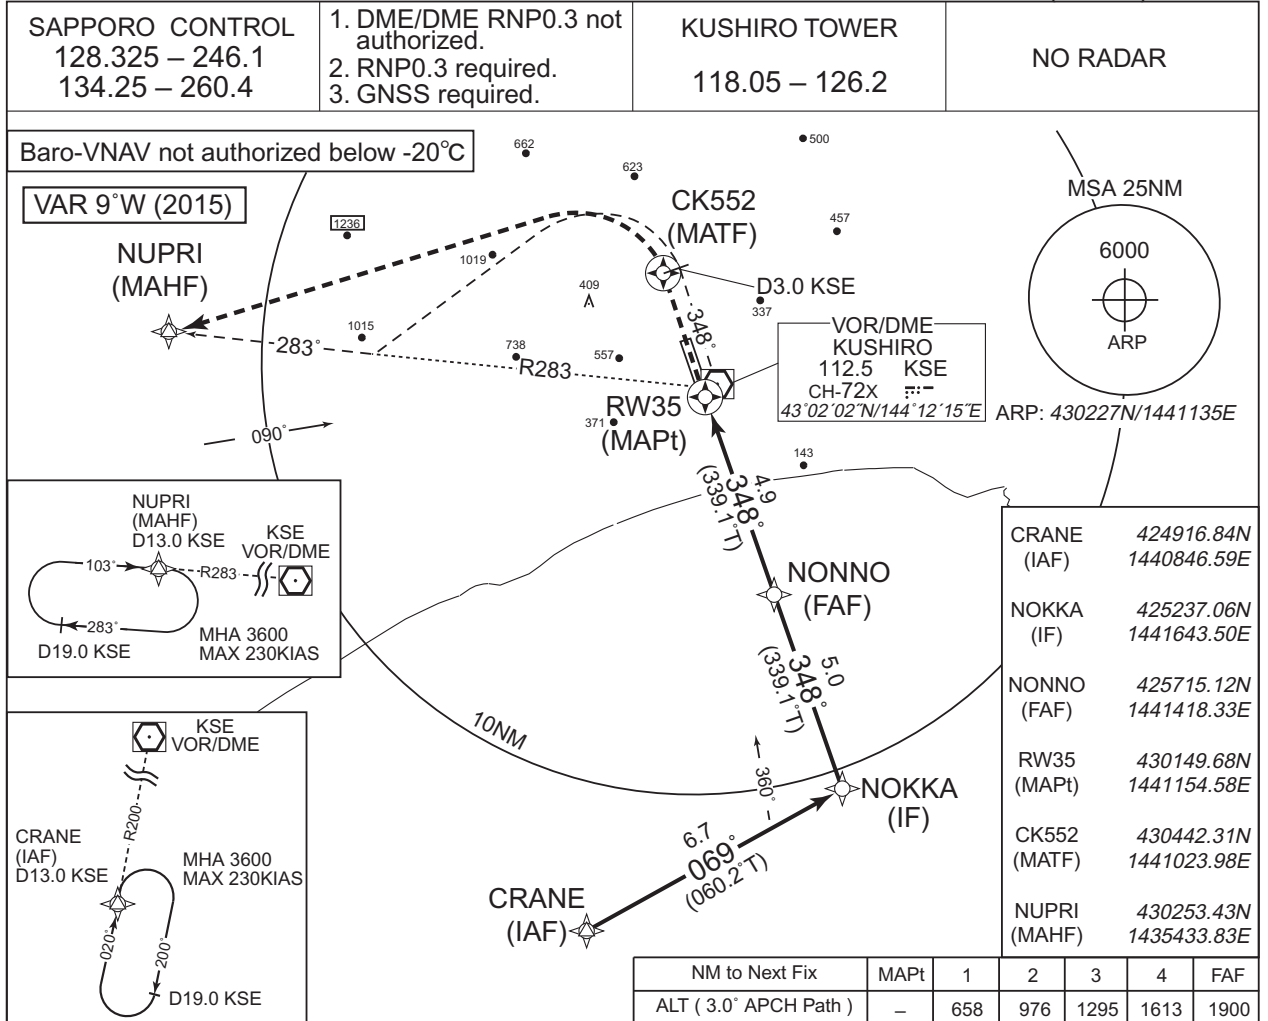 SAPPORO CONTROL
128.325 – 246.1
134.25 – 260.4
1. DME/DME RNP0.3 not
authorized.
2. RNP0.3 required.
3. GNSS required.
KUSHIRO TOWER
118.05 – 126.2
NO RADAR
Baro-VNAV not authorized below -20°C
VAR 9°W (2015)
662
623
500
457
1236
1019
409
337
1015
738
557
371
143
NUPRI
(MAHF)
CK552
(MATF)
D3.0 KSE
348°
283°
R283
090°
VOR/DME
KUSHIRO
112.5 KSE
CH-72X
43°02′02″N/144°12′15″E
MSA 25NM
6000
ARP
ARP: 430227N/1441135E
RW35
(MAPt)
4.9
348°
(339.1°T)
NONNO
(FAF)
5.0
348°
(339.1°T)
10NM
360°
NOKKA
(IF)
6.7
069°
(060.2°T)
CRANE
(IAF)
NUPRI
(MAHF)
D13.0 KSE
KSE
VOR/DME
103°
R283
283°
D19.0 KSE
MHA 3600
MAX 230KIAS
KSE
VOR/DME
R200
CRANE
(IAF)
D13.0 KSE
MHA 3600
MAX 230KIAS
020°
200°
D19.0 KSE
CRANE 424916.84N
(IAF) 1440846.59E
NOKKA 425237.06N
(IF) 1441643.50E
NONNO 425715.12N
(FAF) 1441418.33E
RW35 430149.68N
(MAPt) 1441154.58E
CK552 430442.31N
(MATF) 1441023.98E
NUPRI 430253.43N
(MAHF) 1435433.83E
NM to Next Fix MAPt 1 2 3 4 FAF
ALT ( 3.0° APCH Path ) – 658 976 1295 1613 1900